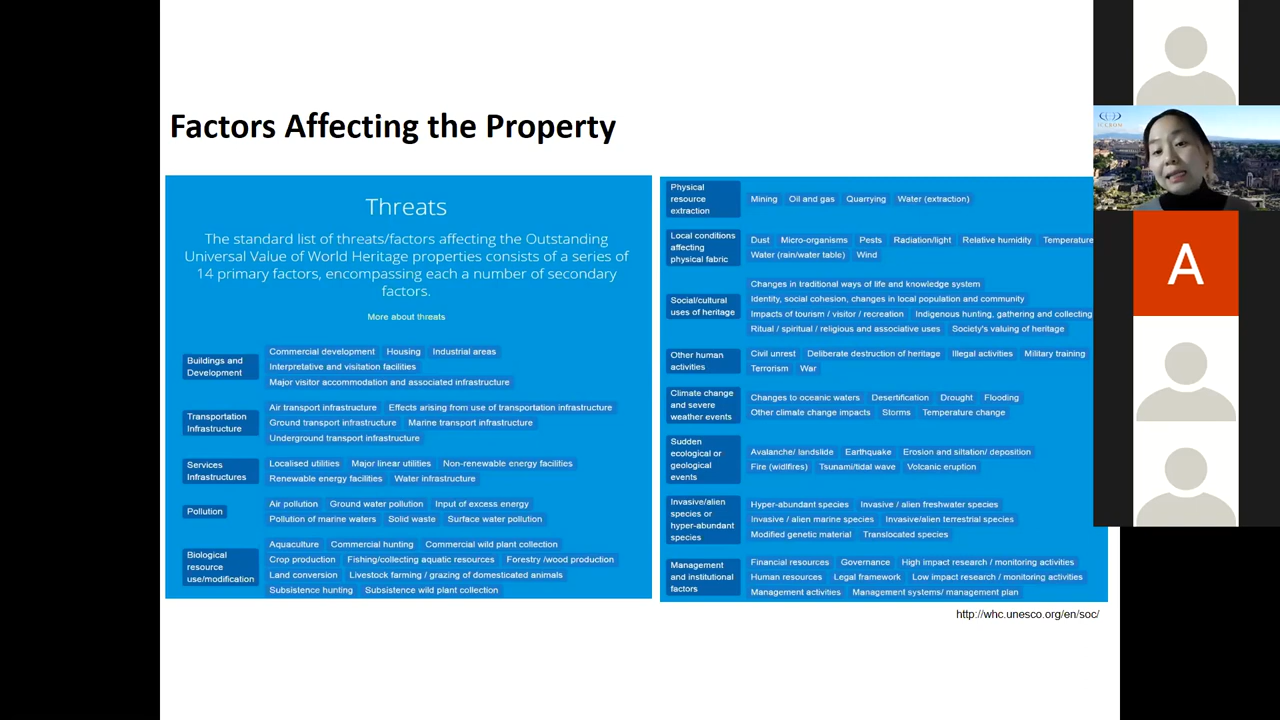 Factors Affecting the Property
Threats
The standard list of threats/factors affecting the Outstanding
Universal Value of World Heritage properties consists of a series of
14 primary factors, encompassing each a number of secondary
factors.
More about threats
Buildings and
Development
Commercial development Housing Industrial areas
Interpretative and visitation facilities
Major visitor accommodation and associated infrastructure
Transportation
Infrastructure
Air transport infrastructure Effects arising from use of transportation infrastructure
Ground transport infrastructure Marine transport infrastructure
Underground transport infrastructure
Services
Infrastructures
Localised utilities Major linear utilities Non-renewable energy facilities
Renewable energy facilities Water infrastructure
Pollution
Air pollution Ground water pollution Input of excess energy
Pollution of marine waters Solid waste Surface water pollution
Biological
resource
use/modification
Aquaculture Commercial hunting Commercial wild plant collection
Crop production Fishing/collecting aquatic resources Forestry /wood production
Land conversion Livestock farming / grazing of domesticated animals
Subsistence hunting Subsistence wild plant collection
Physical
resource
extraction
Mining Oil and gas Quarrying Water (extraction)
Local conditions
affecting
physical fabric
Dust Micro-organisms Pests Radiation/light Relative humidity Temperature
Water (rain/water table) Wind
Social/cultural
uses of heritage
Changes in traditional ways of life and knowledge system
Identity, social cohesion, changes in local population and community
Impacts of tourism / visitor / recreation Indigenous hunting, gathering and collecting
Ritual / spiritual / religious and associative uses Society's valuing of heritage
Other human
activities
Civil unrest Deliberate destruction of heritage Illegal activities Military training
Terrorism War
Climate change
and severe
weather events
Changes to oceanic waters Desertification Drought Flooding
Other climate change impacts Storms Temperature change
Sudden
ecological or
geological
events
Avalanche/ landslide Earthquake Erosion and siltation/ deposition
Fire (widlfires) Tsunami/tidal wave Volcanic eruption
Invasive/alien
species or
hyper-abundant
species
Hyper-abundant species Invasive / alien freshwater species
Invasive / alien marine species Invasive/alien terrestrial species
Modified genetic material Translocated species
Management
and institutional
factors
Financial resources Governance High impact research / monitoring activities
Human resources Legal framework Low impact research / monitoring activities
Management activities Management systems/ management plan
http://whc.unesco.org/en/soc/
A